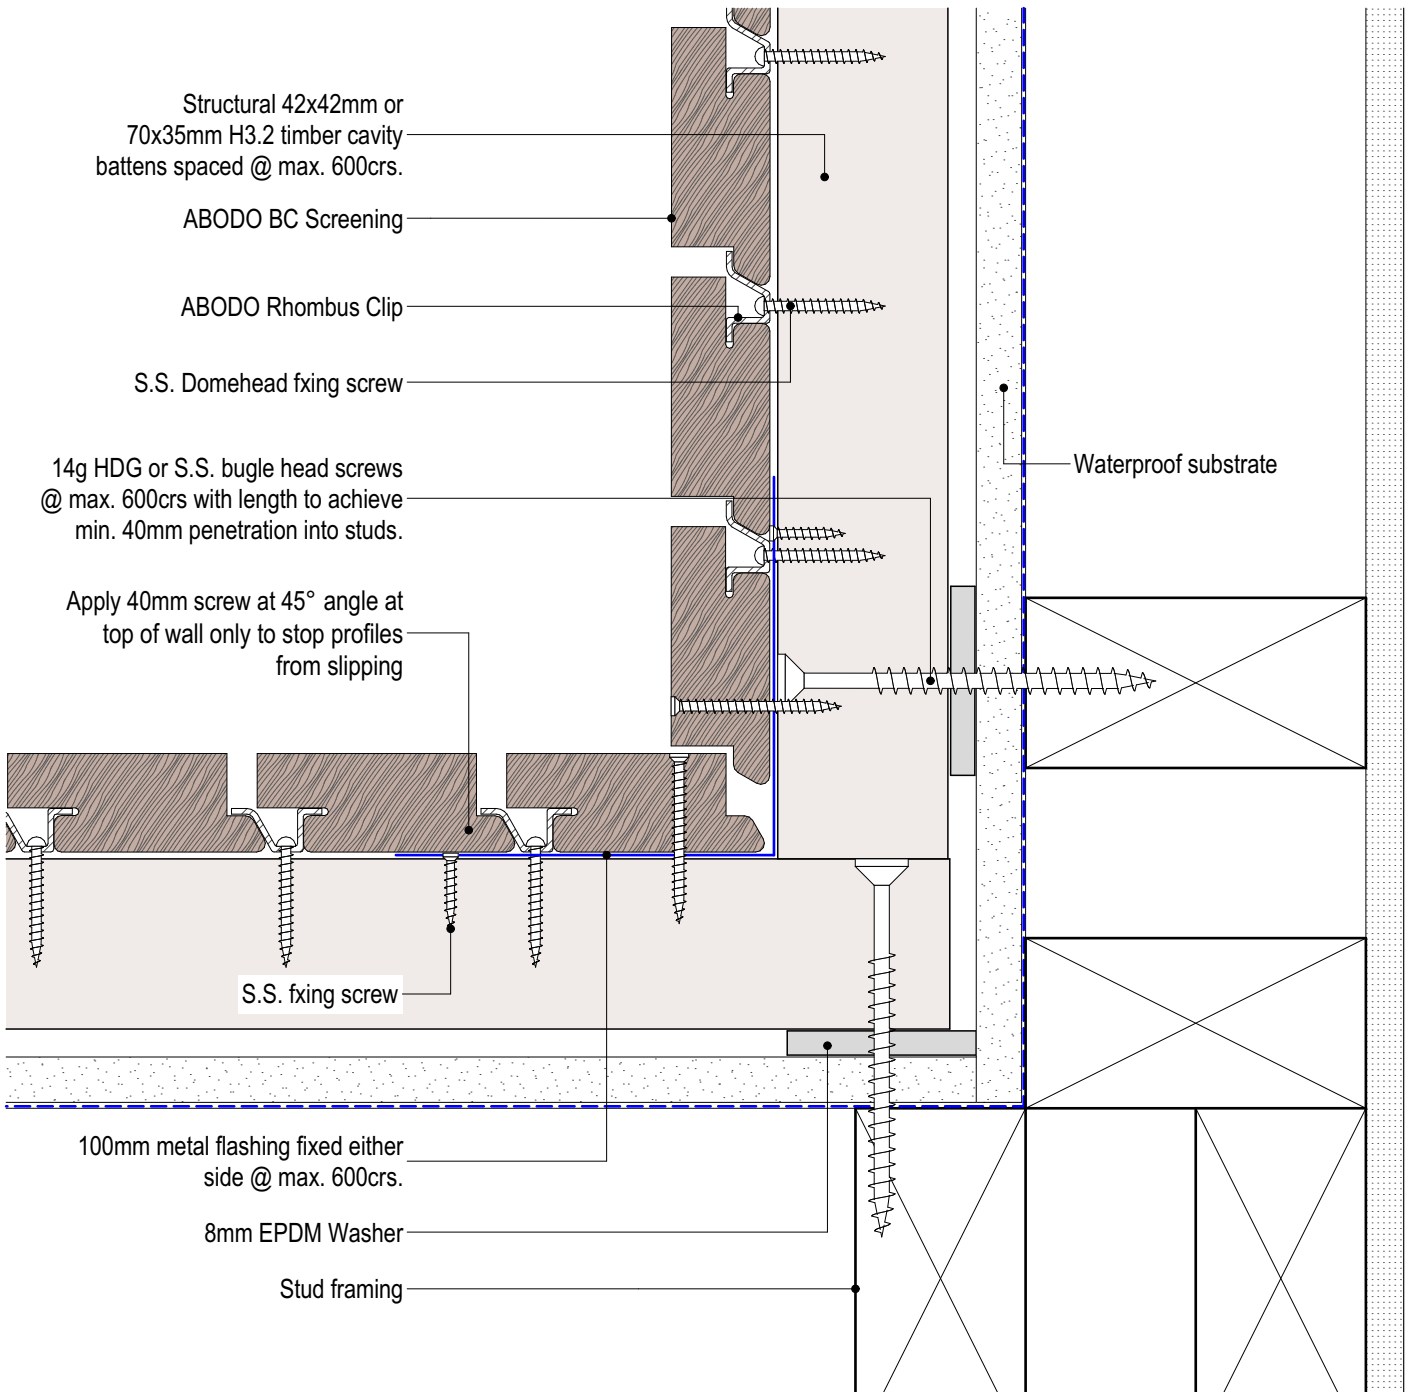 Structural 42x42mm or
70x35mm H3.2 timber cavity
battens spaced @ max. 600crs.
ABODO BC Screening
ABODO Rhombus Clip
S.S. Domehead fxing screw
14g HDG or S.S. bugle head screws
@ max. 600crs with length to achieve
min. 40mm penetration into studs.
Waterproof substrate
Apply 40mm screw at 45° angle at
top of wall only to stop profiles
from slipping
S.S. fxing screw
100mm metal flashing fixed either
side @ max. 600crs.
8mm EPDM Washer
Stud framing